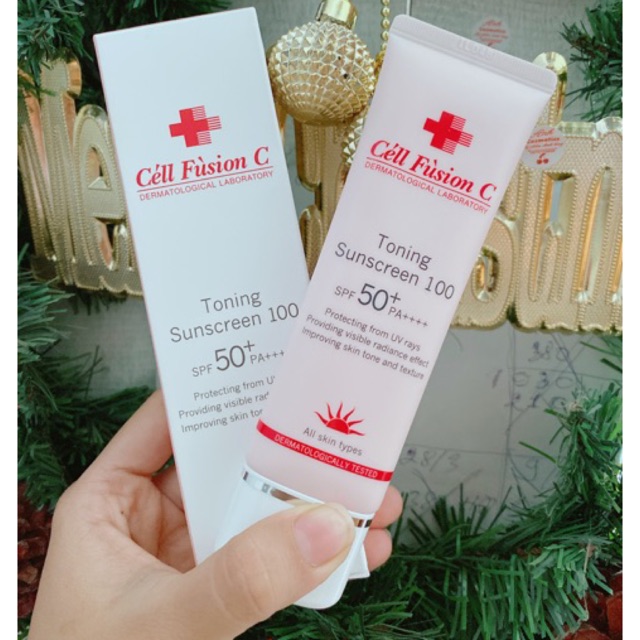 Céll Fùsion C
DERMATOLOGICAL LABORATORY
Toning
Sunscreen 100
SPF 50+ PA+++
Protecting from UV
Providing visible
Improving skin
Céll Fùsion C
DERMATOLOGICAL LABORATORY
Toning
Sunscreen 100
SPF 50+ PA++++
Protecting from UV rays
Providing visible radiance effect
Improving skin tone and texture
All skin types
DERMATOLOGICALLY TESTED